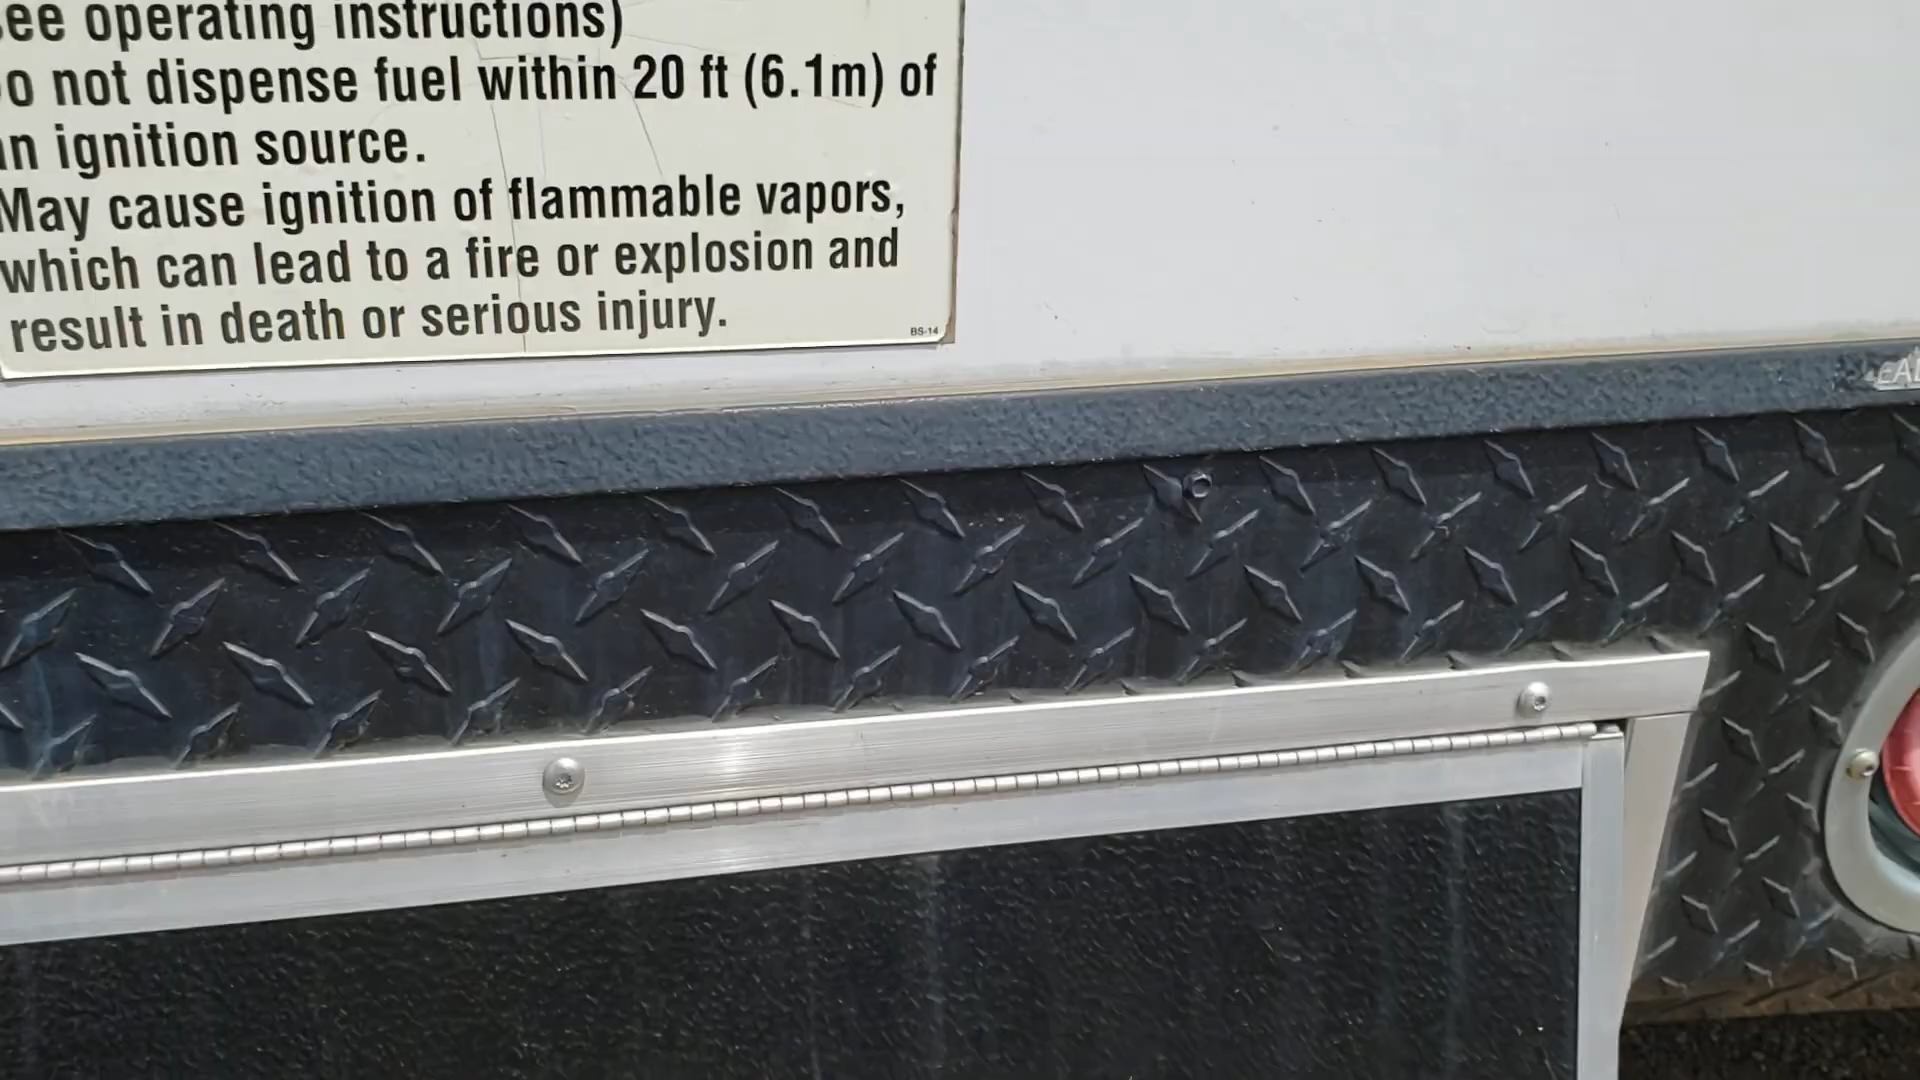 ee operating instructions)
o not dispense fuel within 20 ft (6.1m) of
n ignition source.
May cause ignition of flammable vapors,
which can lead to a fire or explosion and
result in death or serious injury.
BS-14